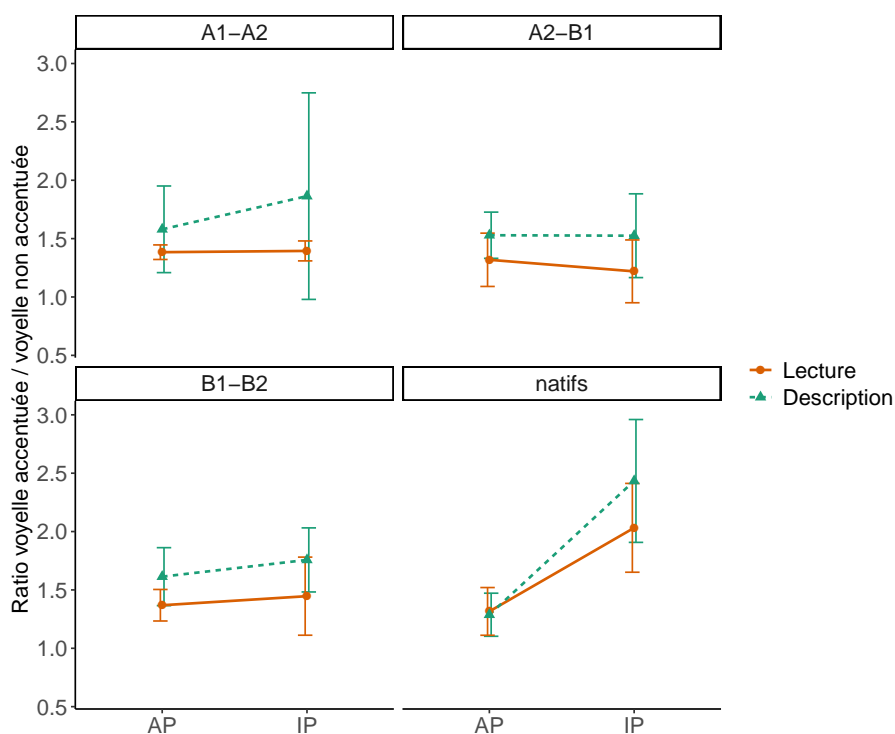 A1−A2
A2−B1
3.0
2.5
2.0
1.5
1.0
0.5
B1−B2
natifs
3.0
2.5
2.0
1.5
1.0
0.5
AP
IP
AP
IP
Ratio voyelle accentuée / voyelle non accentuée
Lecture
Description